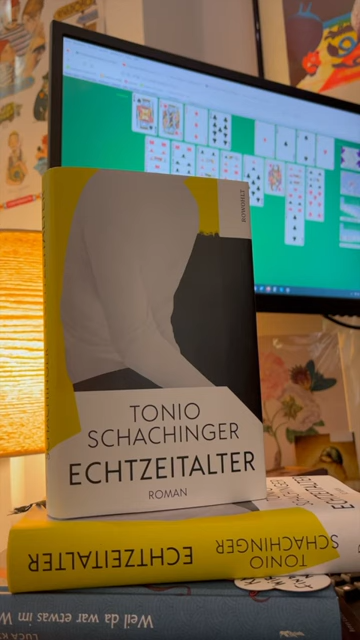 ROWOHLT
TONIO
SCHACHINGER
ECHTZEITALTER
ROMAN
ECHTZEITALTER
TONIO
SCHACHINGER
Weil da war etwas im W